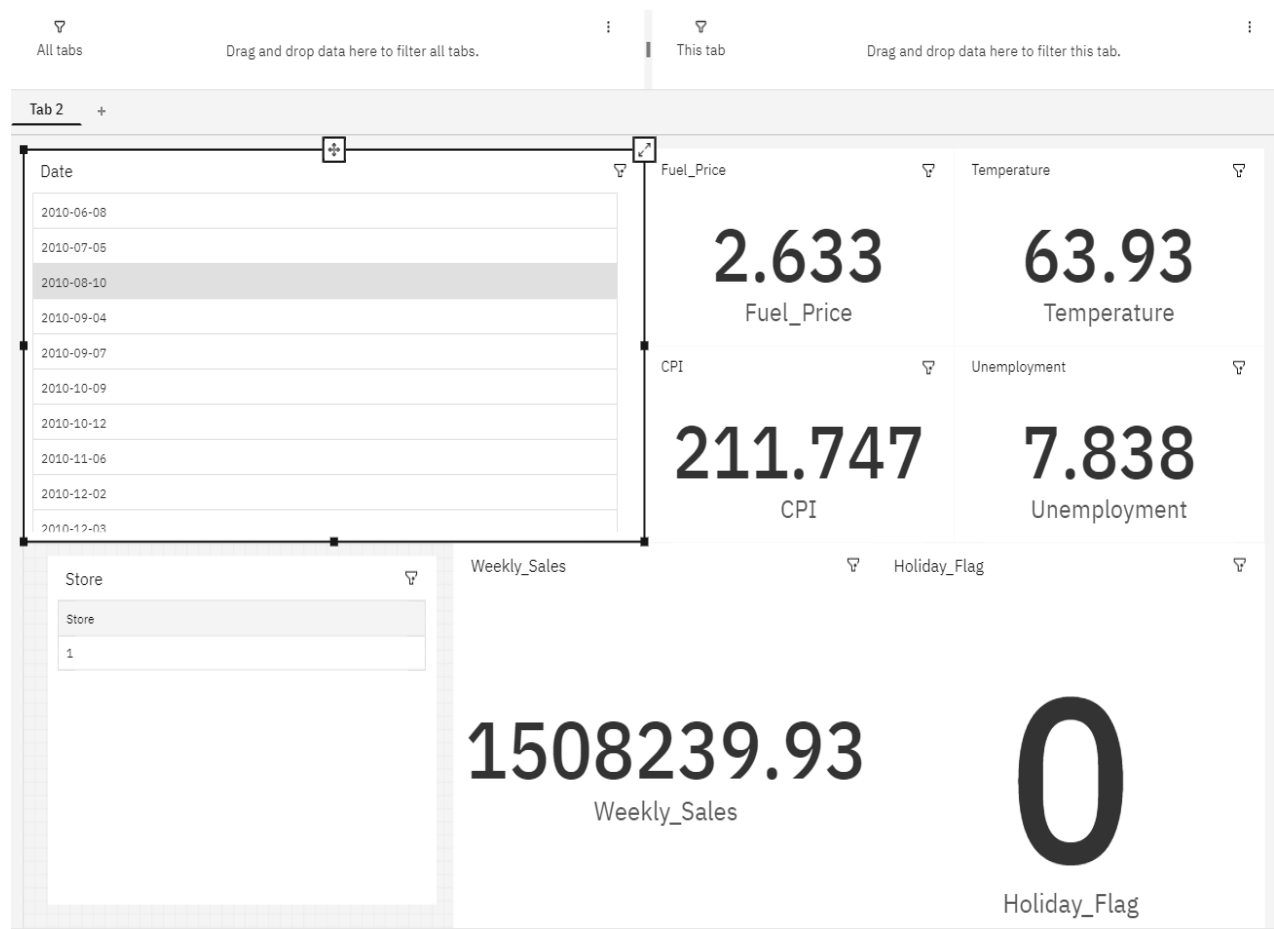 All tabs
Drag and drop data here to filter all tabs.
This tab
Drag and drop data here to filter this tab.
Tab 2 +
Date
2010-06-08
2010-07-05
2010-08-10
2010-09-04
2010-09-07
2010-10-09
2010-10-12
2010-11-06
2010-12-02
2010-12-03
Fuel_Price
2.633
Fuel_Price
Temperature
63.93
Temperature
CPI
211.747
CPI
Unemployment
7.838
Unemployment
Store
Store
1
Weekly_Sales
1508239.93
Weekly_Sales
Holiday_Flag
0
Holiday_Flag